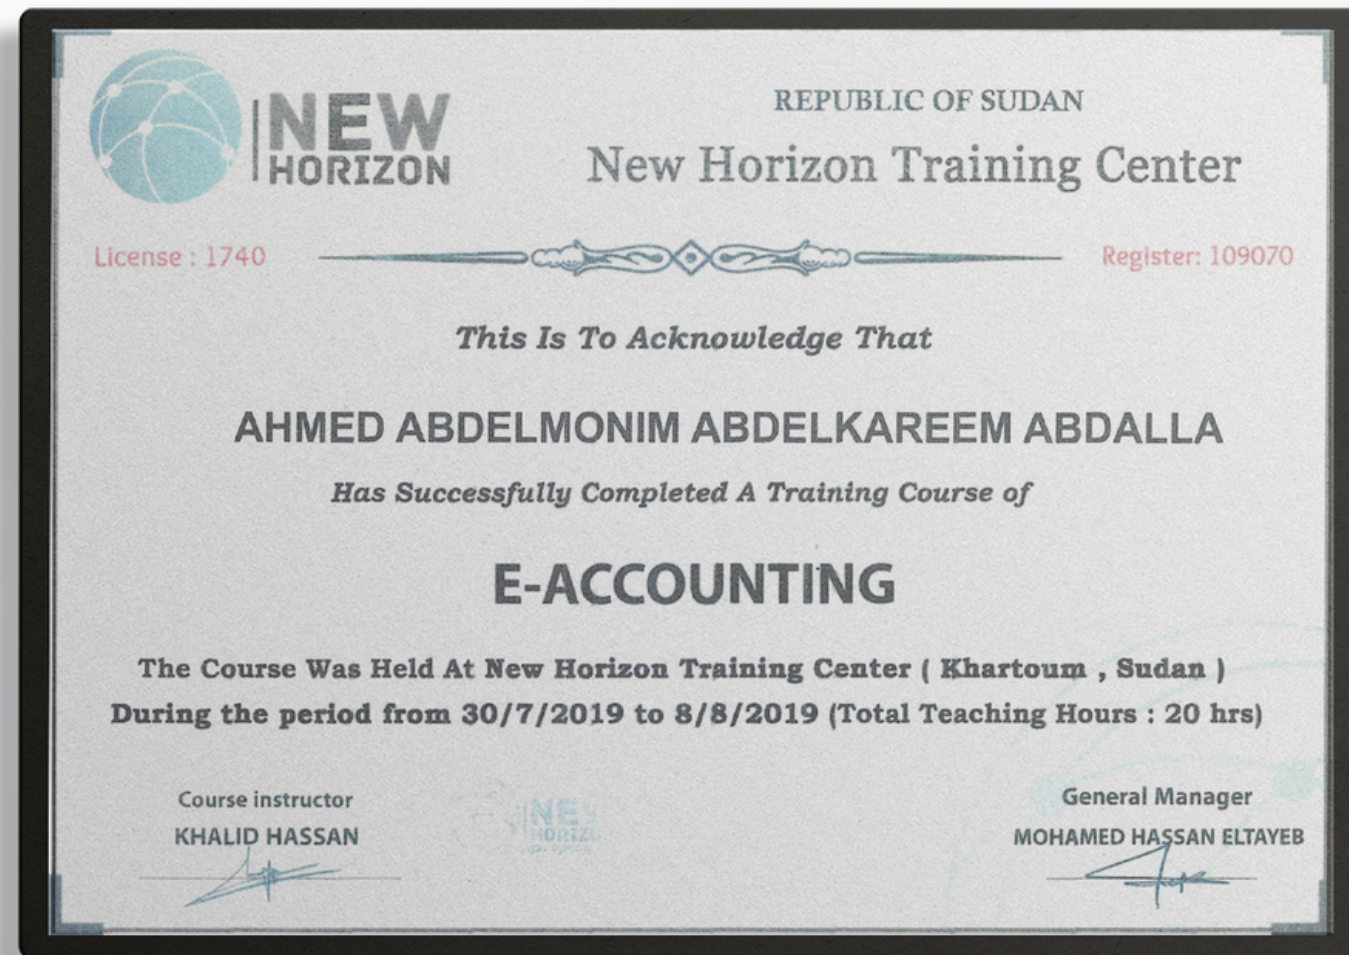 NEW
HORIZON
REPUBLIC OF SUDAN
New Horizon Training Center
License : 1740
Register: 109070
This Is To Acknowledge That
AHMED ABDELMONIM ABDELKAREEM ABDALLA
Has Successfully Completed A Training Course of
E-ACCOUNTING
The Course Was Held At New Horizon Training Center ( Khartoum , Sudan )
During the period from 30/7/2019 to 8/8/2019 (Total Teaching Hours : 20 hrs)
Course instructor
KHALID HASSAN
General Manager
MOHAMED HASSAN ELTAYEB